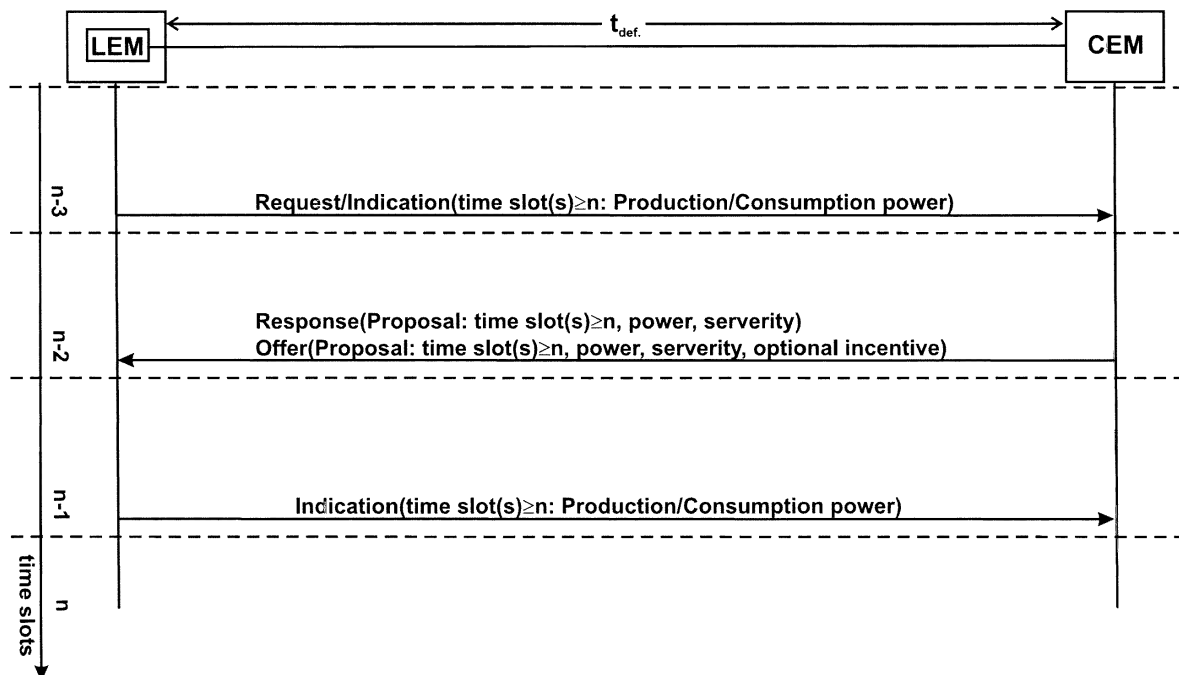 t def.
LEM
CEM
n-3
Request/Indication(time slot(s)≥n: Production/Consumption power)
n-2
Response(Proposal: time slot(s)≥n, power, serverity)
Offer(Proposal: time slot(s)≥n, power, serverity, optional incentive)
n-1
Indication(time slot(s)≥n: Production/Consumption power)
n
time slots